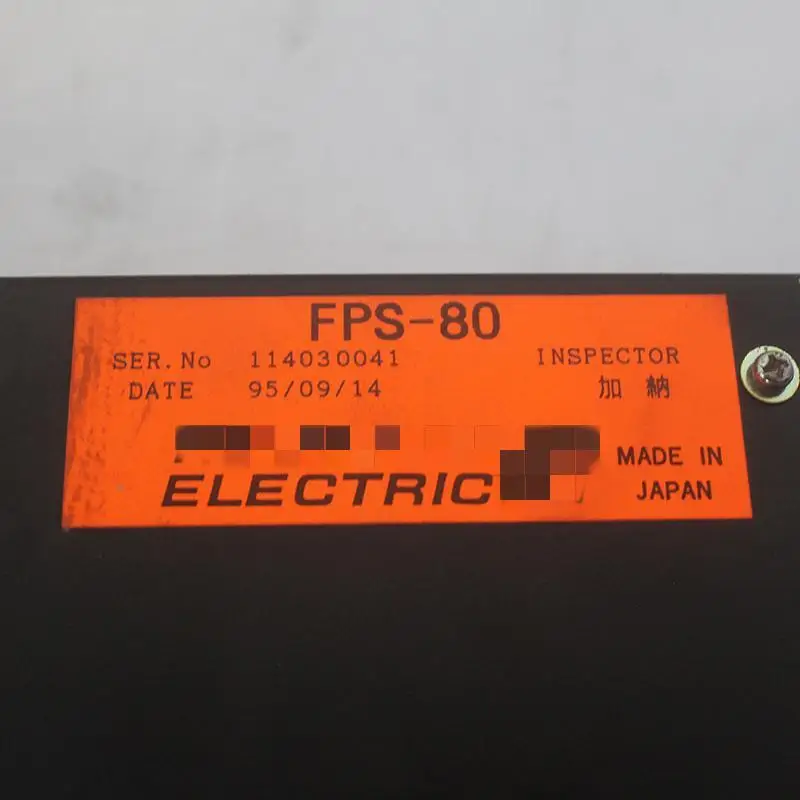 FPS-80
SER.No 114030041 INSPECTOR
DATE 95/09/14 加納
ELECTRIC
MADE IN
JAPAN